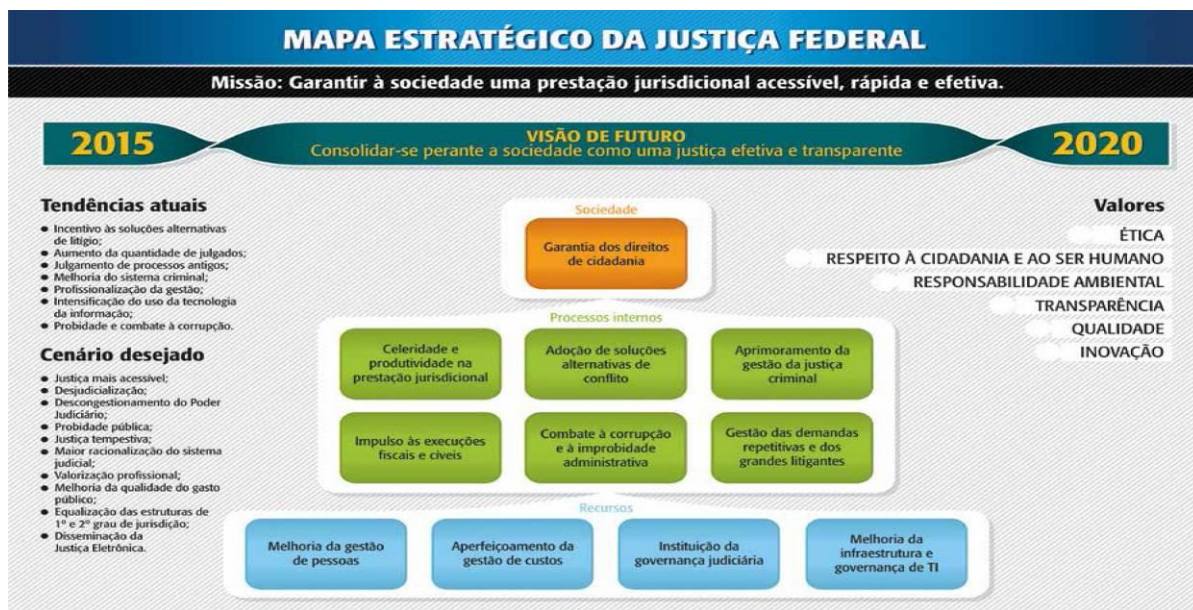 MAPA ESTRATÉGICO DA JUSTIÇA FEDERAL
Missão: Garantir à sociedade uma prestação jurisdicional acessível, rápida e efetiva.
2015
VISÃO DE FUTURO
Consolidar-se perante a sociedade como uma justiça efetiva e transparente
2020
Tendências atuais
• Incentivo às soluções alternativas
de litígio;
• Aumento da quantidade de julgados;
• Julgamento de processos antigos;
• Melhoria do sistema criminal;
• Profissionalização da gestão;
• Intensificação do uso da tecnologia
da informação;
• Probidade e combate à corrupção.
Cenário desejado
• Justiça mais acessível;
• Desjudicialização;
• Descongestionamento do Poder
Judiciário;
• Probidade pública;
• Justiça tempestiva;
• Maior racionalização do sistema
judicial;
• Valorização profissional;
• Melhoria da qualidade do gasto
público;
• Equalização das estruturas de
1º e 2º grau de jurisdição;
• Disseminação da
Justiça Eletrônica.
Sociedade
Garantia dos direitos
de cidadania
Processos internos
Celeridade e
produtividade na
prestação jurisdicional
Adoção de soluções
alternativas de
conflito
Aprimoramento da
gestão da justiça
criminal
Impulso às execuções
fiscais e cíveis
Combate à corrupção
e à improbidade
administrativa
Gestão das demandas
repetitivas e dos
grandes litigantes
Recursos
Melhoria da gestão
de pessoas
Aperfeiçoamento da
gestão de custos
Instituição da
governança judiciária
Melhoria da
infraestrutura e
governança de TI
Valores
ÉTICA
RESPEITO À CIDADANIA E AO SER HUMANO
RESPONSABILIDADE AMBIENTAL
TRANSPARÊNCIA
QUALIDADE
INOVAÇÃO